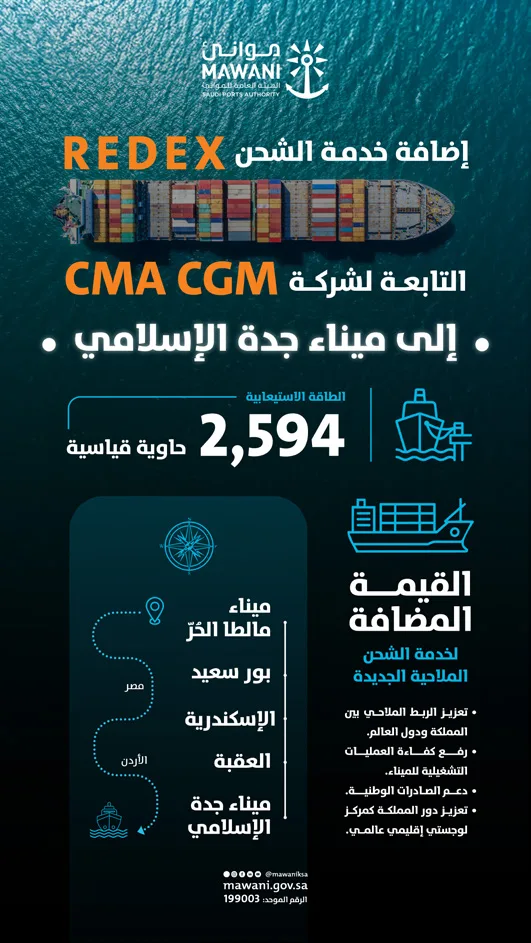 موانئ
MAWANI
الهيئة العامة للموانئ
SAUDI PORTS AUTHORITY
إضافة خدمة الشحن REDEX
التابعة لشركة CMA CGM
• إلى ميناء جدة الإسلامي •
الطاقة الاستيعابية
2,594 حاوية قياسية
القيمة
المضافة
لخدمة الشحن
الملاحية الجديدة
• تعزيز الربط الملاحي بين
المملكة ودول العالم.
• رفع كفاءة العمليات
التشغيلية للميناء.
• دعم الصادرات الوطنية.
• تعزيز دور المملكة كمركز
لوجستي إقليمي عالمي.
ميناء
مالطا الحُرّ
بور سعيد
مصر
الإسكندرية
العقبة
الأردن
ميناء جدة
الإسلامي
@mawaniksa
mawani.gov.sa
الرقم الموحد: 199003